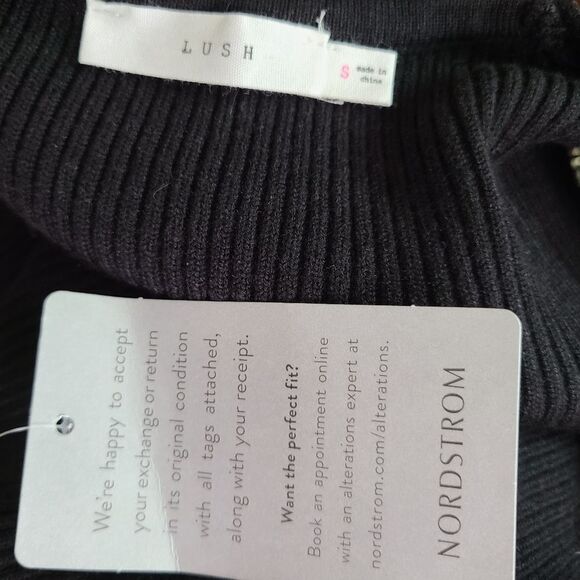 LUSH
S
made in
china
We're happy to accept
your exchange or return
in its original condition
with all tags attached,
along with your receipt.
Want the perfect fit?
Book an appointment online
with an alterations expert at
nordstrom.com/alterations.
NORDSTROM